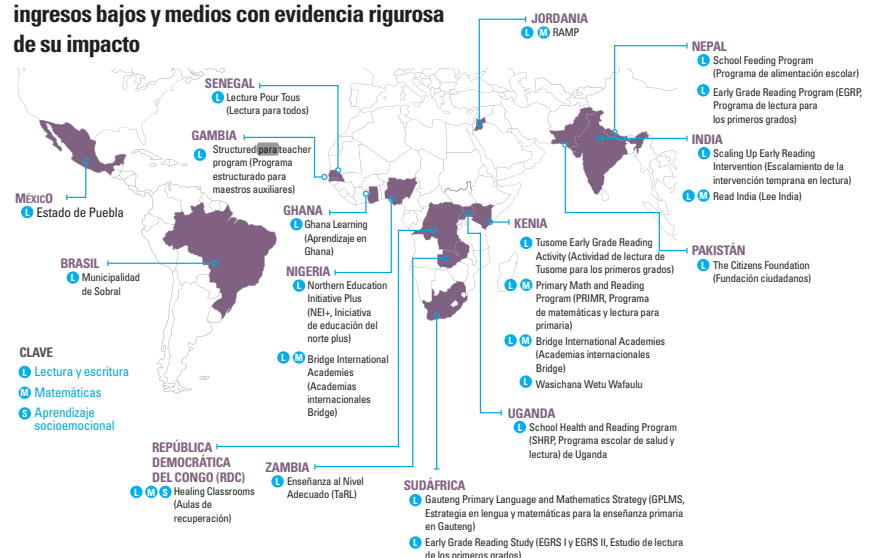 ingresos bajos y medios con evidencia rigurosa
de su impacto
JORDANIA
L M RAMP
NEPAL
L School Feeding Program
(Programa de alimentación escolar)
L Early Grade Reading Program (EGRP,
Programa de lectura para
los primeros grados)
SENEGAL
L Lecture Pour Tous
(Lectura para todos)
GAMBIA
L Structured para teacher
program (Programa
estructurado para
maestros auxiliares)
INDIA
L Scaling Up Early Reading
Intervention (Escalamiento de la
intervención temprana en lectura)
L M Read India (Lee India)
MÉXICO
L Estado de Puebla
GHANA
L Ghana Learning
(Aprendizaje en
Ghana)
KENIA
L Tusome Early Grade Reading
Activity (Actividad de lectura de
Tusome para los primeros grados)
L M Primary Math and Reading
Program (PRIMR, Programa
de matemáticas y lectura para
primaria)
L M Bridge International Academies
(Academias internacionales
Bridge)
L Wasichana Wetu Wafaulu
PAKISTÁN
L The Citizens Foundation
(Fundación ciudadanos)
BRASIL
L Municipalidad
de Sobral
NIGERIA
L Northern Education
Initiative Plus
(NEI+, Iniciativa
de educación del
norte plus)
L M Bridge International
Academies
(Academias
internacionales
Bridge)
CLAVE
L Lectura y escritura
M Matemáticas
S Aprendizaje
socioemocional
UGANDA
L School Health and Reading Program
(SHRP, Programa escolar de salud y
lectura) de Uganda
REPÚBLICA
DEMOCRÁTICA
DEL CONGO (RDC)
L M S Healing Classrooms
(Aulas de
recuperación)
ZAMBIA
L Enseñanza al Nivel
Adecuado (TaRL)
SUDÁFRICA
L Gauteng Primary Language and Mathematics Strategy (GPLMS,
Estrategia en lengua y matemáticas para la enseñanza primaria
en Gauteng)
L Early Grade Reading Study (EGRS I y EGRS II, Estudio de lectura
de los primeros grados)